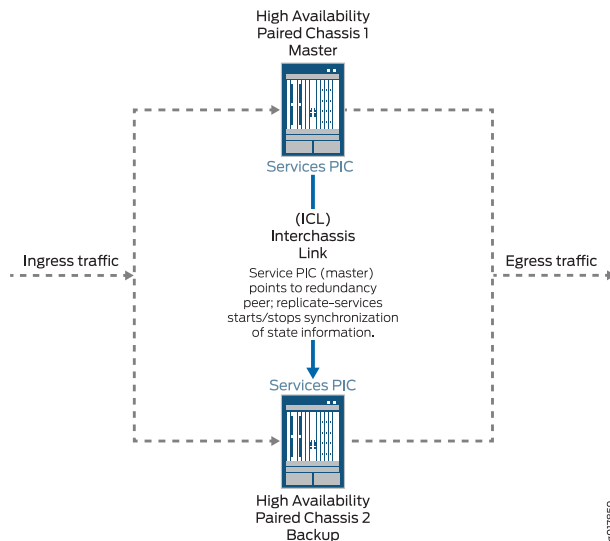 High Availability
Paired Chassis 1
Master
Services PIC
(ICL)
Interchassis
Link
Ingress traffic
Egress traffic
Service PIC (master)
points to redundancy
peer; replicate-services
starts/stops synchronization
of state information.
Services PIC
High Availability
Paired Chassis 2
Backup